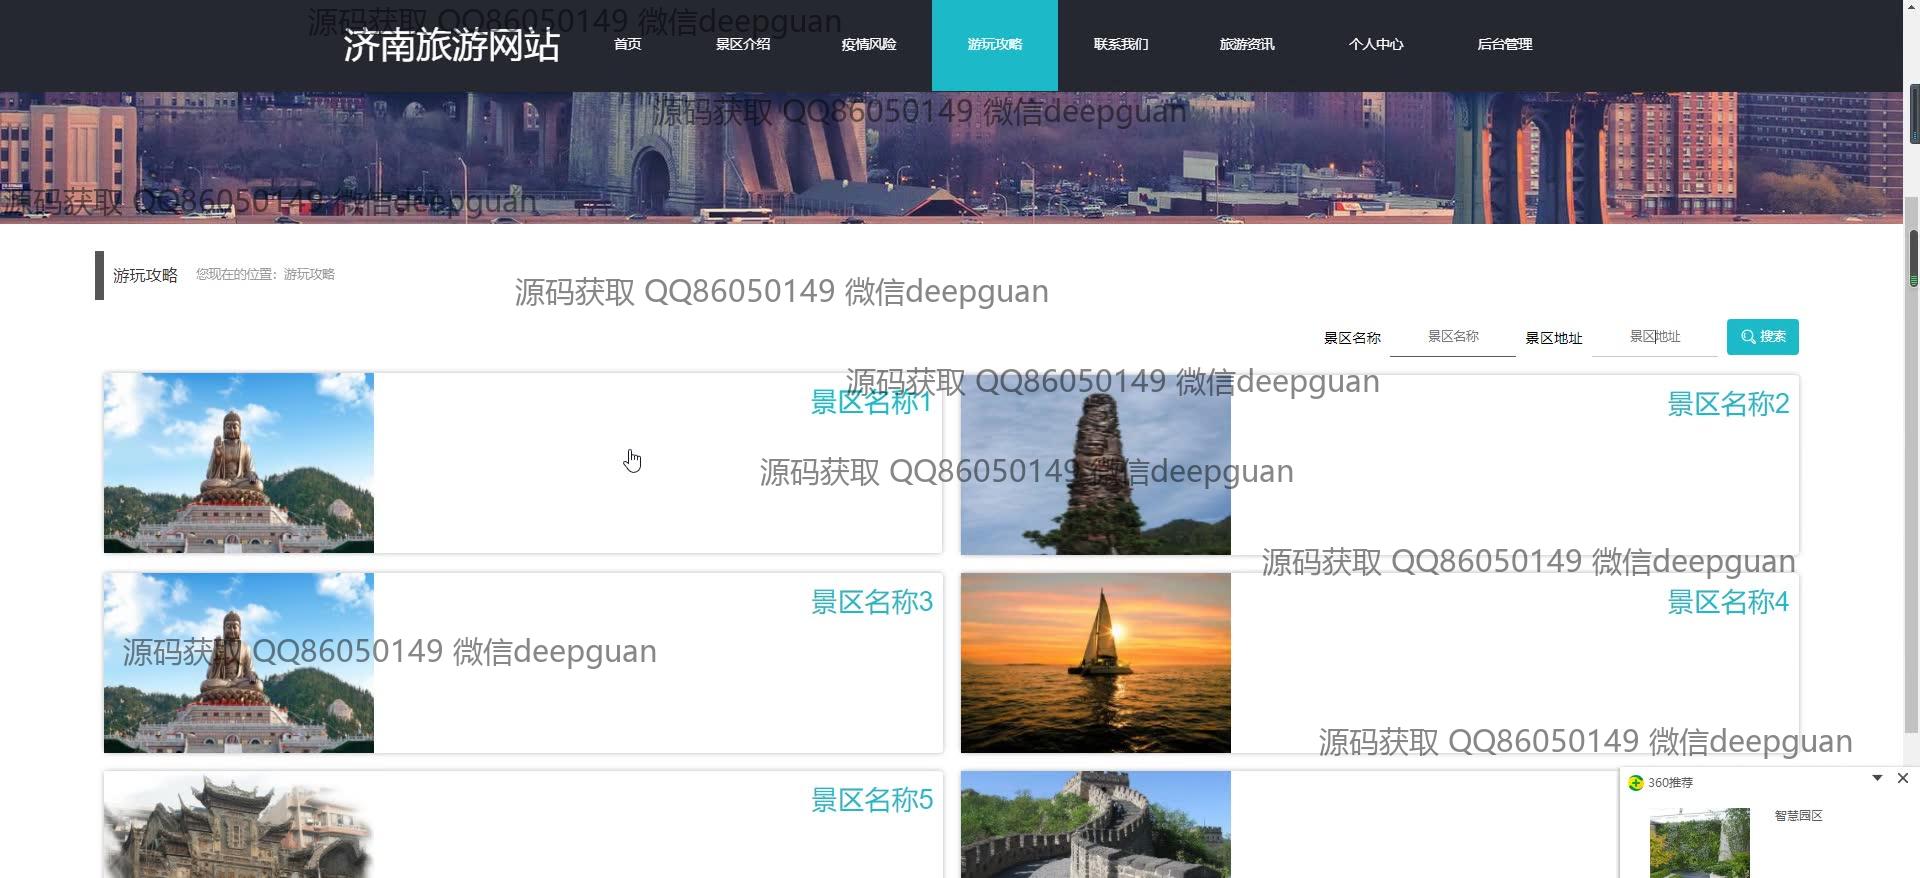 源码获取 QQ86050149 微信deepguan
济南旅游网站
首页
景区介绍
疫情风险
游玩攻略
联系我们
旅游资讯
个人中心
后台管理
源码获取 QQ86050149 微信deepguan
源码获取 QQ86050149 微信deepguan
游玩攻略
您现在的位置：游玩攻略
源码获取 QQ86050149 微信deepguan
景区名称
景区名称
景区地址
景区地址
搜索
源码获取 QQ86050149 微信deepguan
景区名称1
景区名称2
源码获取 QQ86050149 微信deepguan
源码获取 QQ86050149 微信deepguan
景区名称3
景区名称4
源码获取 QQ86050149 微信deepguan
源码获取 QQ86050149 微信deepguan
景区名称5
360推荐
智慧园区